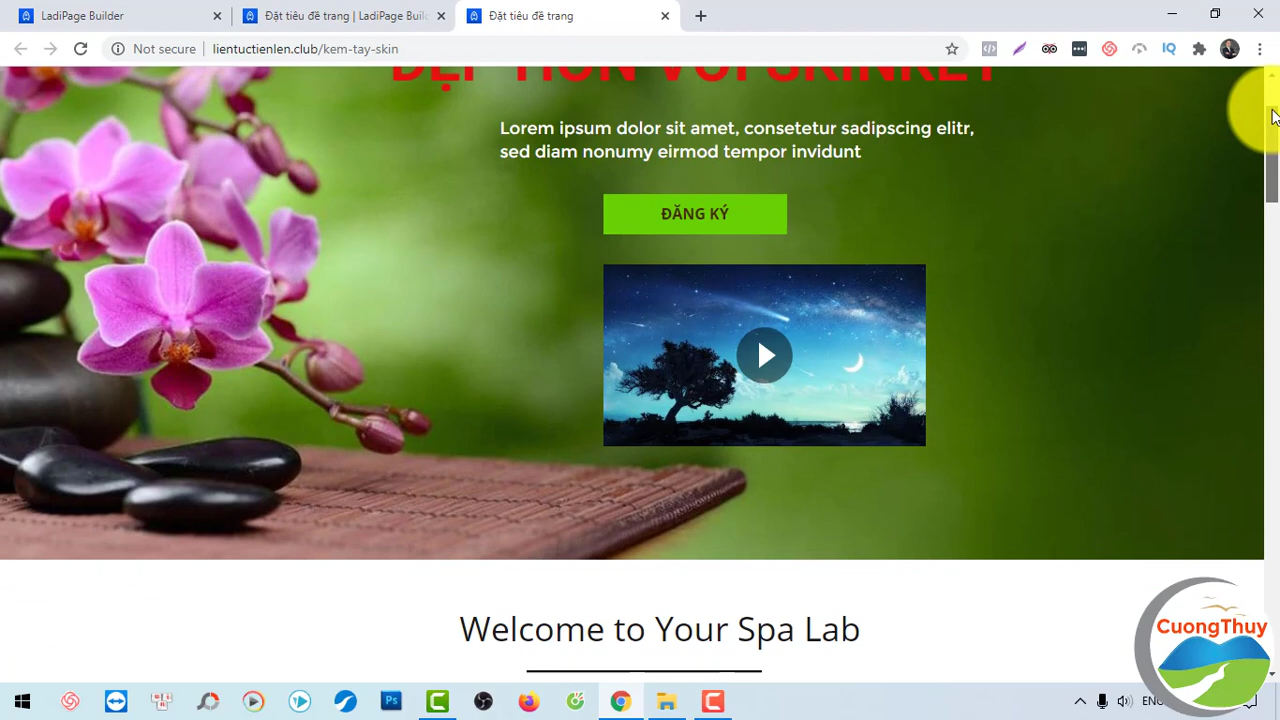 LadiPage Builder
Đặt tiêu đề trang | LadiPage Buil
Đặt tiêu đề trang
Not secure
lientuctienlen.club/kem-tay-skin
IQ
Lorem ipsum dolor sit amet, consetetur sadipscing elitr,
sed diam nonumy eirmod tempor invidunt
ĐĂNG KÝ
Welcome to Your Spa Lab
CuongThuy
Ps